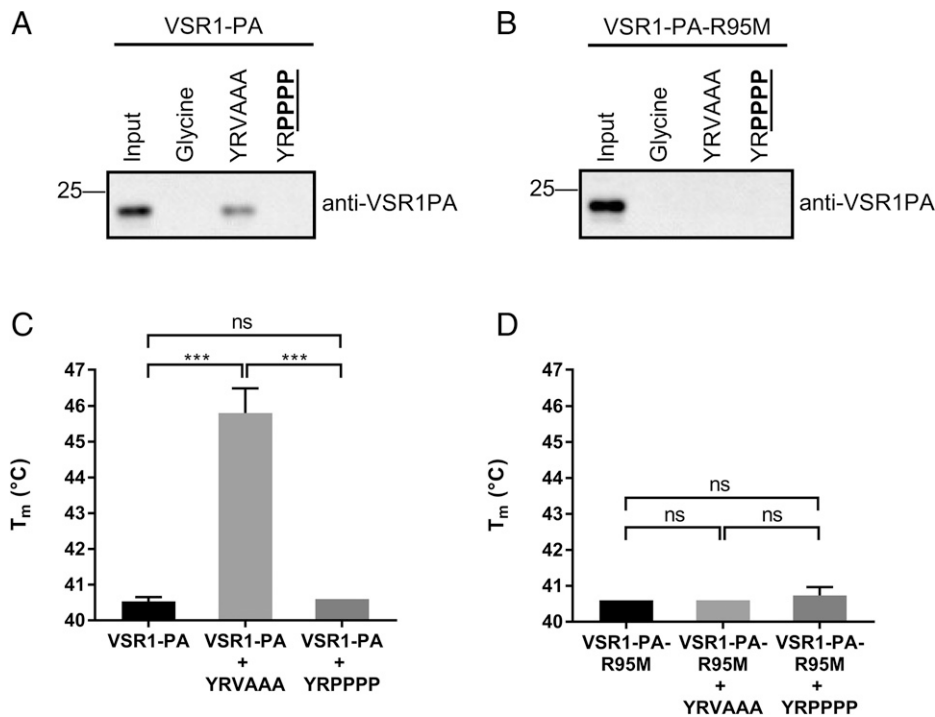 A
VSR1-PA
Input
Glycine
YRVAAA
YRPPPP
25
anti-VSR1PA
B
VSR1-PA-R95M
Input
Glycine
YRVAAA
YRPPPP
25
anti-VSR1PA
C
ns
***
***
47
46
45
44
43
42
41
40
Tm (°C)
VSR1-PA
VSR1-PA
+
YRVAAA
VSR1-PA
+
YRPPPP
D
ns
ns
ns
47
46
45
44
43
42
41
40
Tm (°C)
VSR1-PA-
R95M
VSR1-PA-
R95M
+
YRVAAA
VSR1-PA-
R95M
+
YRPPPP